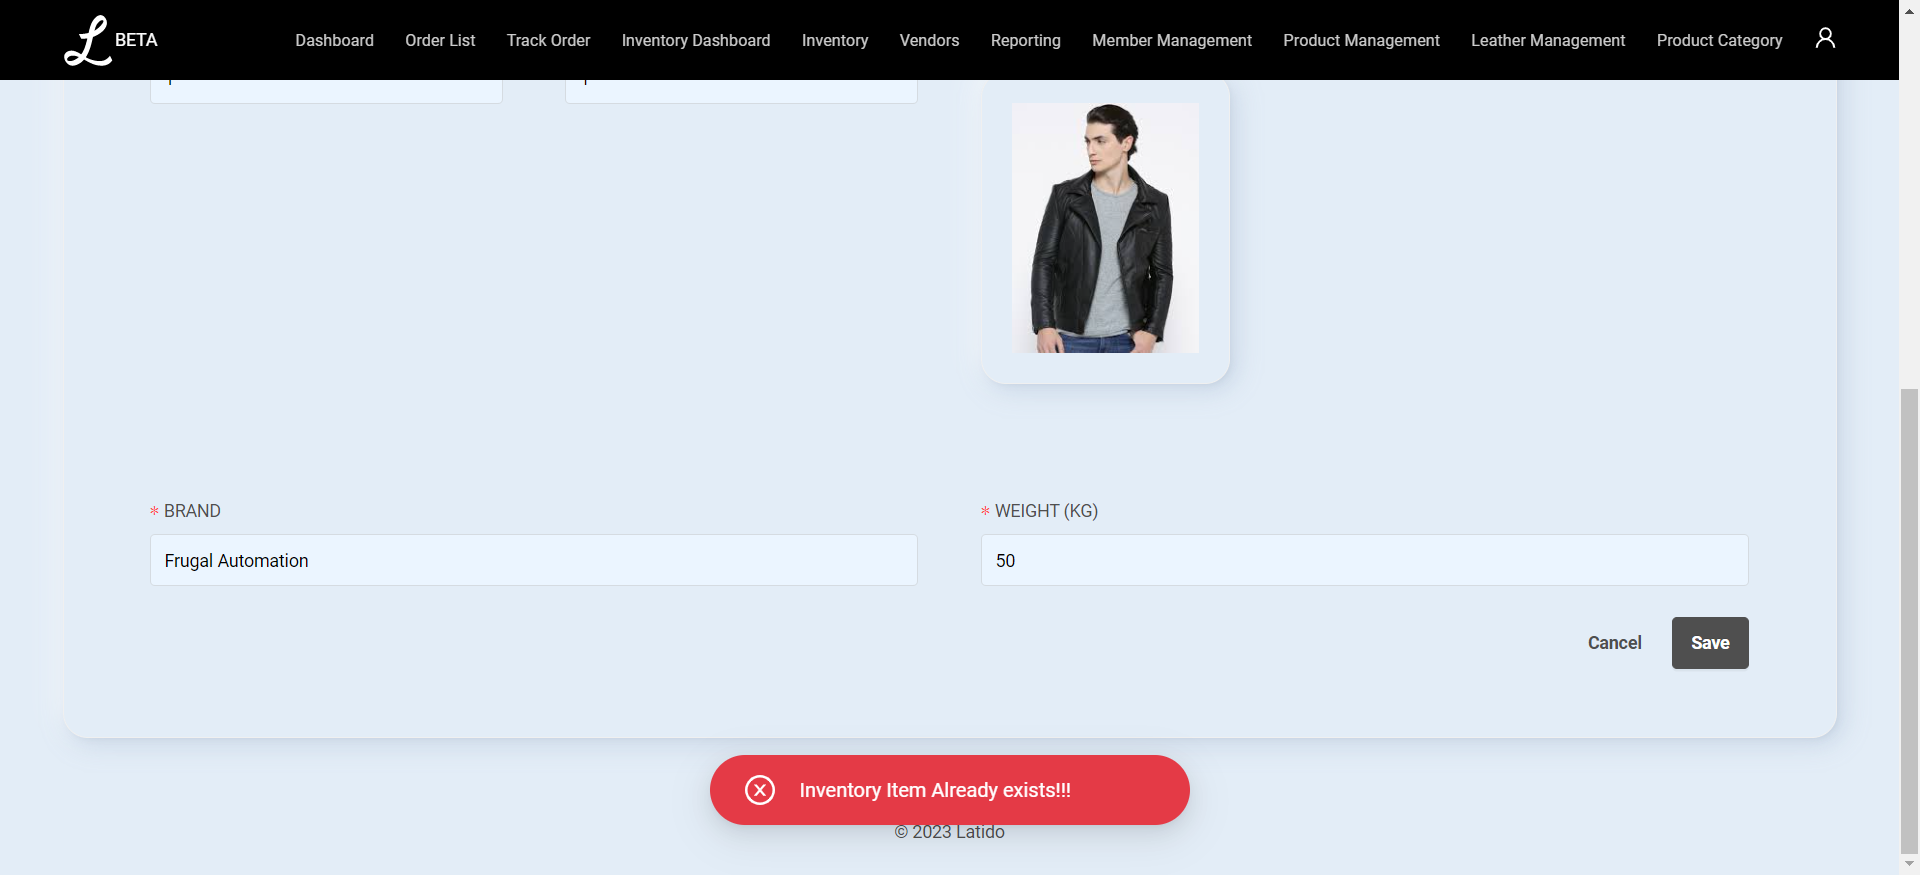 L BETA Dashboard Order List Track Order Inventory Dashboard Inventory Vendors Reporting Member Management Product Management Leather Management Product Category
* BRAND * WEIGHT (KG)
Frugal Automation 50
Cancel Save
Inventory Item Already exists!!!
© 2023 Latido